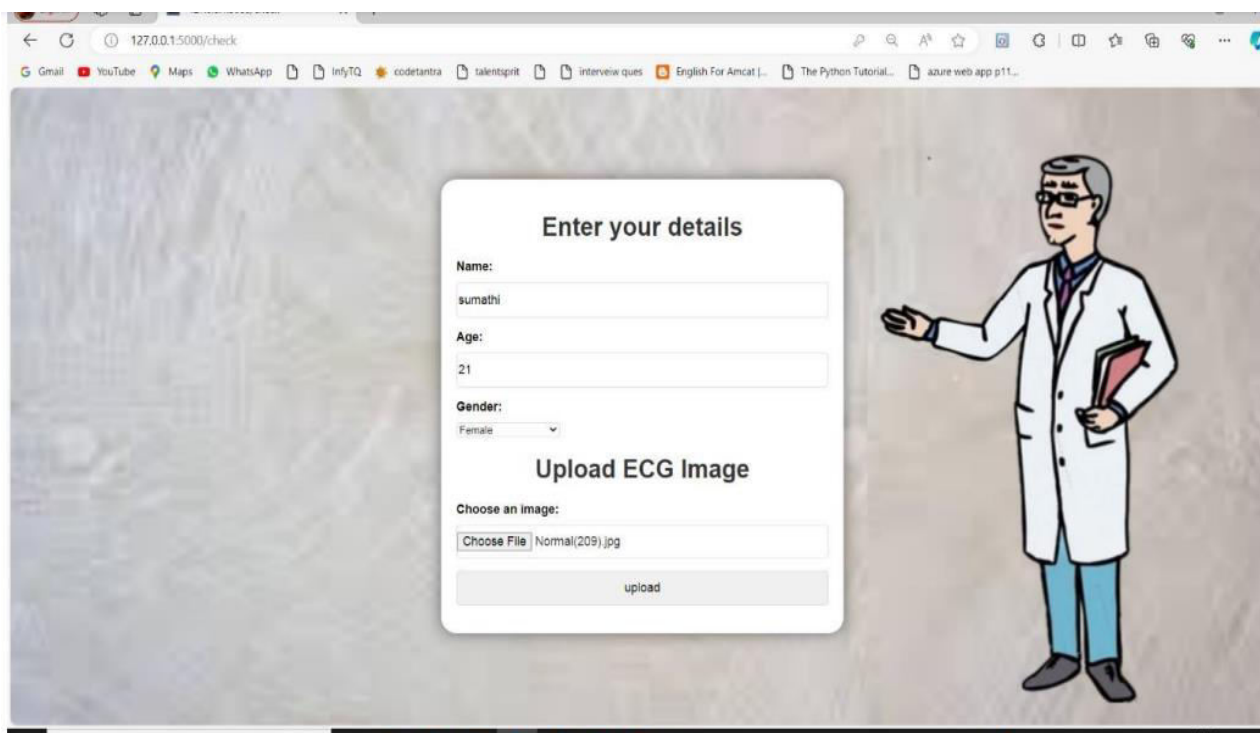 127.0.0.1:5000/check
Gmail YouTube Maps WhatsApp InfyTQ codetantra talentsprit interveiw ques English For Amcat |... The Python Tutorial... azure web app p11...
Enter your details
Name:
sumathi
Age:
21
Gender:
Female
Upload ECG Image
Choose an image:
Choose File Normal(209).jpg
upload